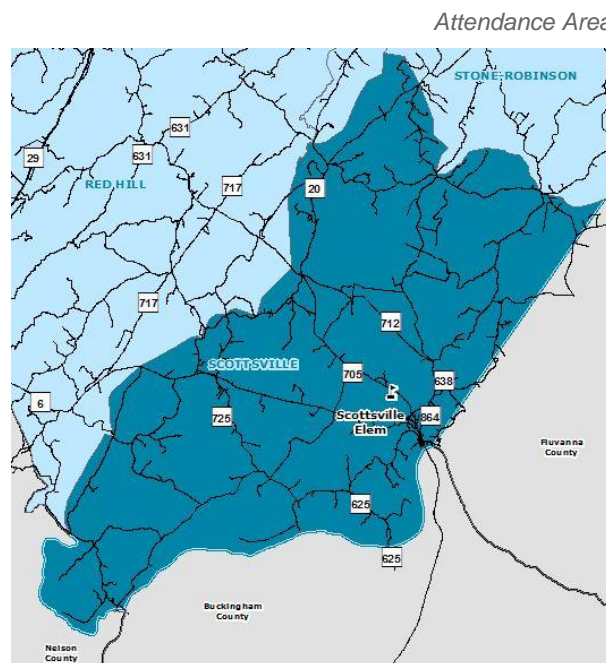 Attendance Area
STONE-ROBINSON
631
631
29
RED HILL
717
20
717
712
SCOTTSVILLE
705
638
6
725
Scottsville
Elem
864
Fluvanna
County
625
625
Buckingham
County
Nelson
County